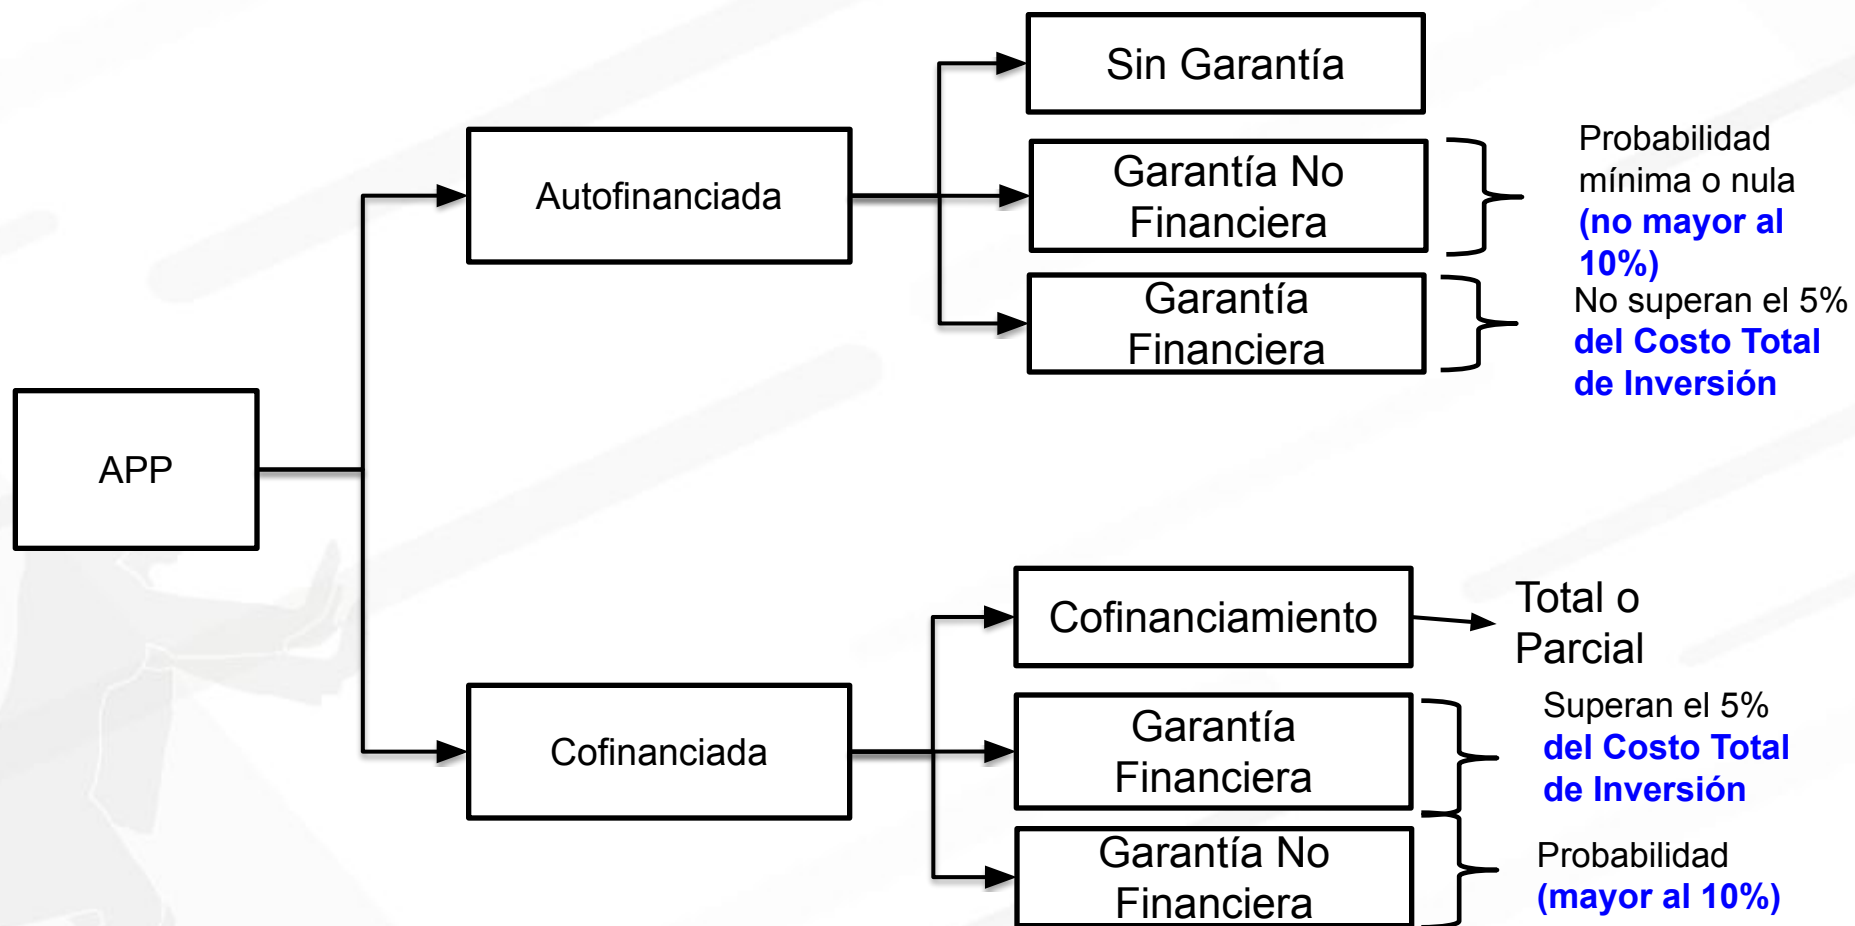 APP
Autofinanciada
Sin Garantía
Garantía No
Financiera
Probabilidad
mínima o nula
(no mayor al
10%)
Garantía
Financiera
No superan el 5%
del Costo Total
de Inversión
Cofinanciada
Cofinanciamiento
Total o
Parcial
Garantía
Financiera
Superan el 5%
del Costo Total
de Inversión
Garantía No
Financiera
Probabilidad
(mayor al 10%)